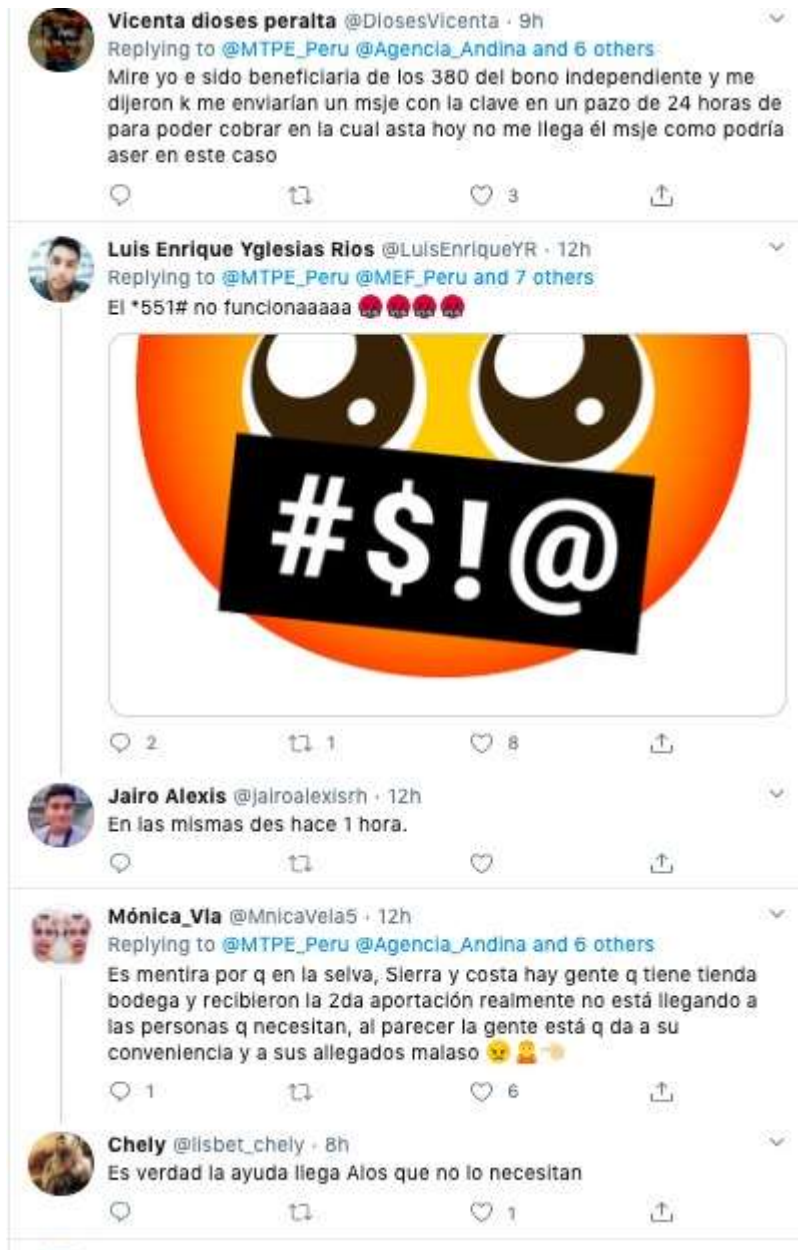 Vicenta dioses peralta @DiosesVicenta · 9h
Replying to @MTPE_Peru @Agencia_Andina and 6 others
Mire yo e sido beneficiaria de los 380 del bono independiente y me
dijeron k me enviarían un msje con la clave en un pazo de 24 horas de
para poder cobrar en la cual asta hoy no me llega él msje como podría
aser en este caso
3
Luis Enrique Yglesias Rios @LuisEnriqueYR · 12h
Replying to @MTPE_Peru @MEF_Peru and 7 others
El *551# no funcionaaaaa 🤬🤬🤬🤬
#$!@
2 1 8
Jairo Alexis @jairoalexisrh · 12h
En las mismas des hace 1 hora.
Mónica_Vla @MnicaVela5 · 12h
Replying to @MTPE_Peru @Agencia_Andina and 6 others
Es mentira por q en la selva, Sierra y costa hay gente q tiene tienda
bodega y recibieron la 2da aportación realmente no está llegando a
las personas q necesitan, al parecer la gente está q da a su
conveniencia y a sus allegados malaso
1 6
Chely @lisbet_chely · 8h
Es verdad la ayuda llega Alos que no lo necesitan
1